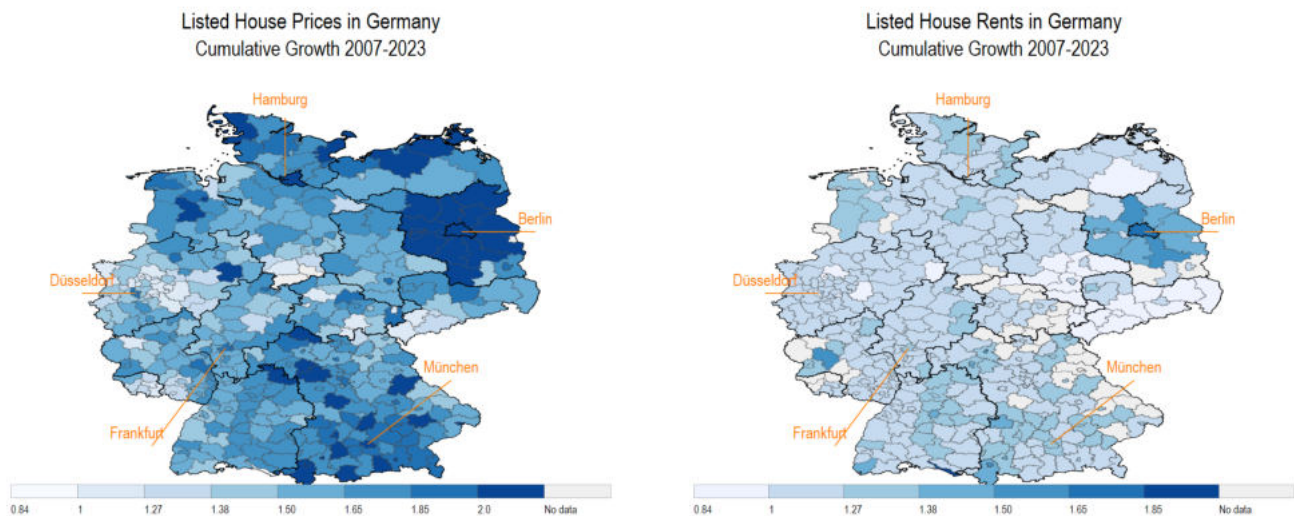 Listed House Prices in Germany
Cumulative Growth 2007-2023
Hamburg
Berlin
Düsseldorf
München
Frankfurt
0.84 1 1.27 1.38 1.50 1.65 1.85 2.0 No data
Listed House Rents in Germany
Cumulative Growth 2007-2023
Hamburg
Berlin
Düsseldorf
München
Frankfurt
0.84 1 1.27 1.38 1.50 1.65 1.85 No data